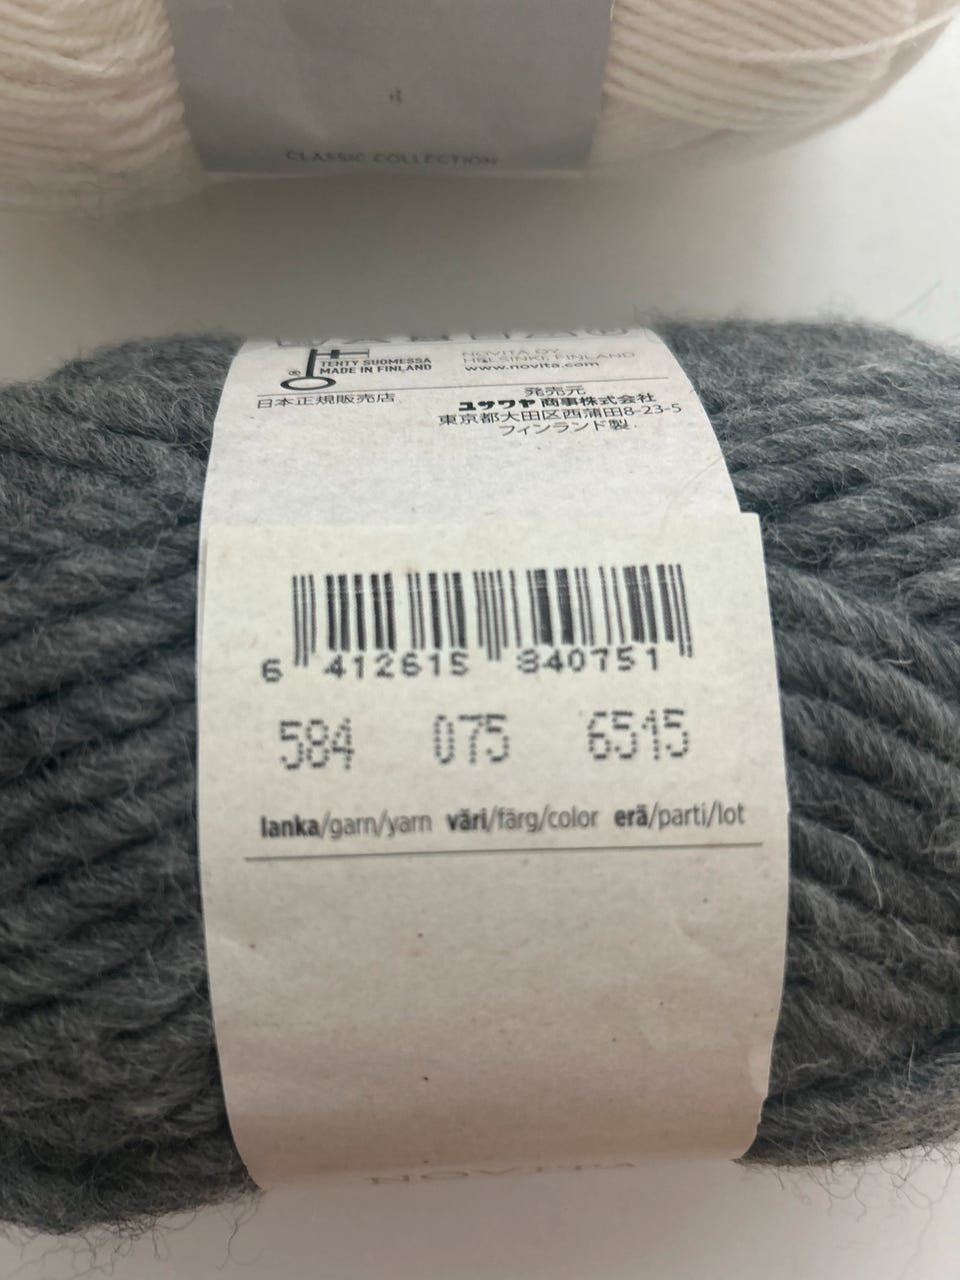 CLASSIC COLLECTION
TEHTY SUOMESSA
MADE IN FINLAND
NOVITA OY
HELSINKI, FINLAND
www.novita.com
日本正規販売店
発売元
ユザワヤ商事株式会社
東京都大田区西蒲田8-23-5
フィンランド製.
6 412615 840751
584 075 6515
lanka/garn/yarn väri/färg/color erä/parti/lot
NOVITA